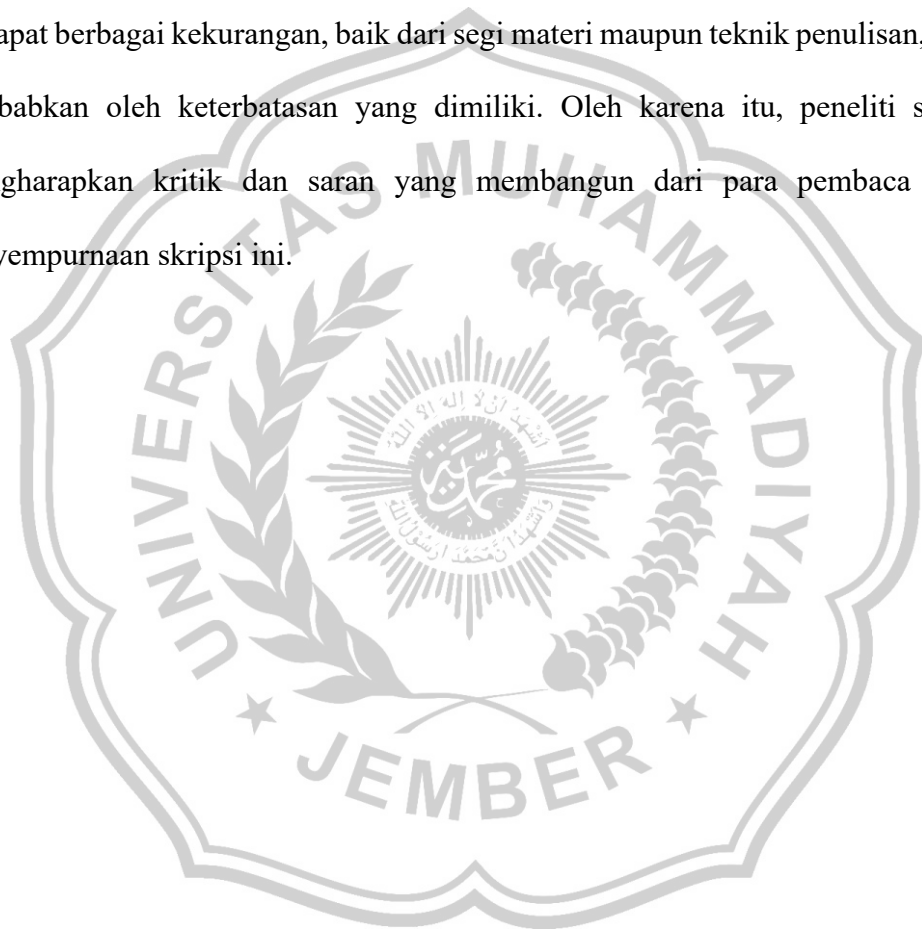 apat berbagai kekurangan, baik dari segi materi maupun teknik penulisan,
babkan oleh keterbatasan yang dimiliki. Oleh karena itu, peneliti s
gharapkan kritik dan saran yang membangun dari para pembaca
yempurnaan skripsi ini.
UNIVERSITAS MUHAMMADIYAH
JEMBER